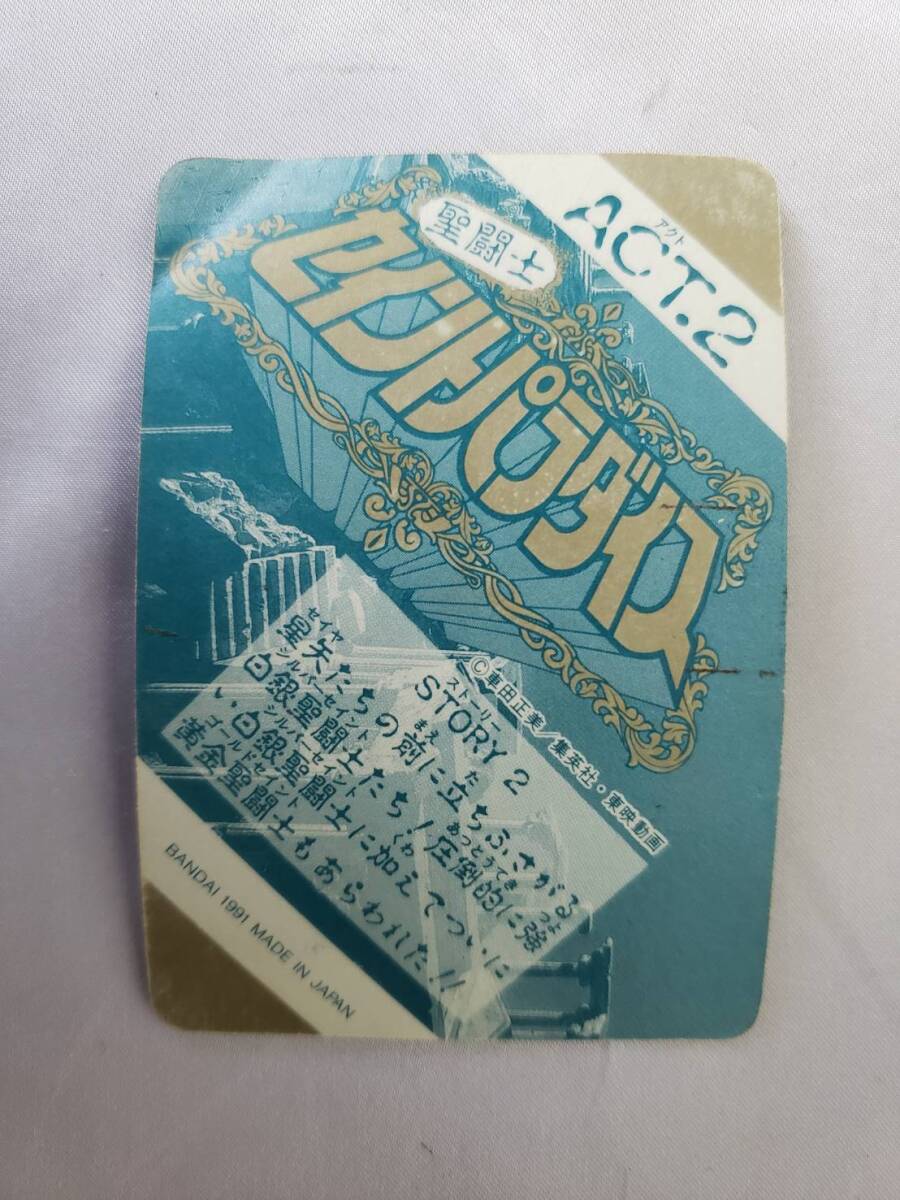 アクト
ACT.2
聖闘士
セイントパラダイス
©車田正美/集英社・東映動画
ストーリー
STORY 2
セイヤ まえ た
星矢たちの前に立ちふさがる
シルバーセイント あっとうてき つよ
白銀聖闘士たち!圧倒的に強
シルバーセイント くわ
い白銀聖闘士に加えてついに
ゴールドセイント
黄金聖闘士もあらわれた!!
BANDAI 1991 MADE IN JAPAN